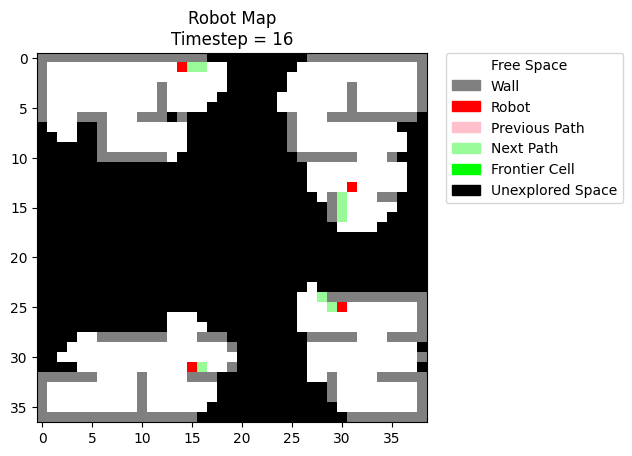 Robot Map
Timestep = 16
Free Space
Wall
Robot
Previous Path
Next Path
Frontier Cell
Unexplored Space
0
5
10
15
20
25
30
35
0
5
10
15
20
25
30
35